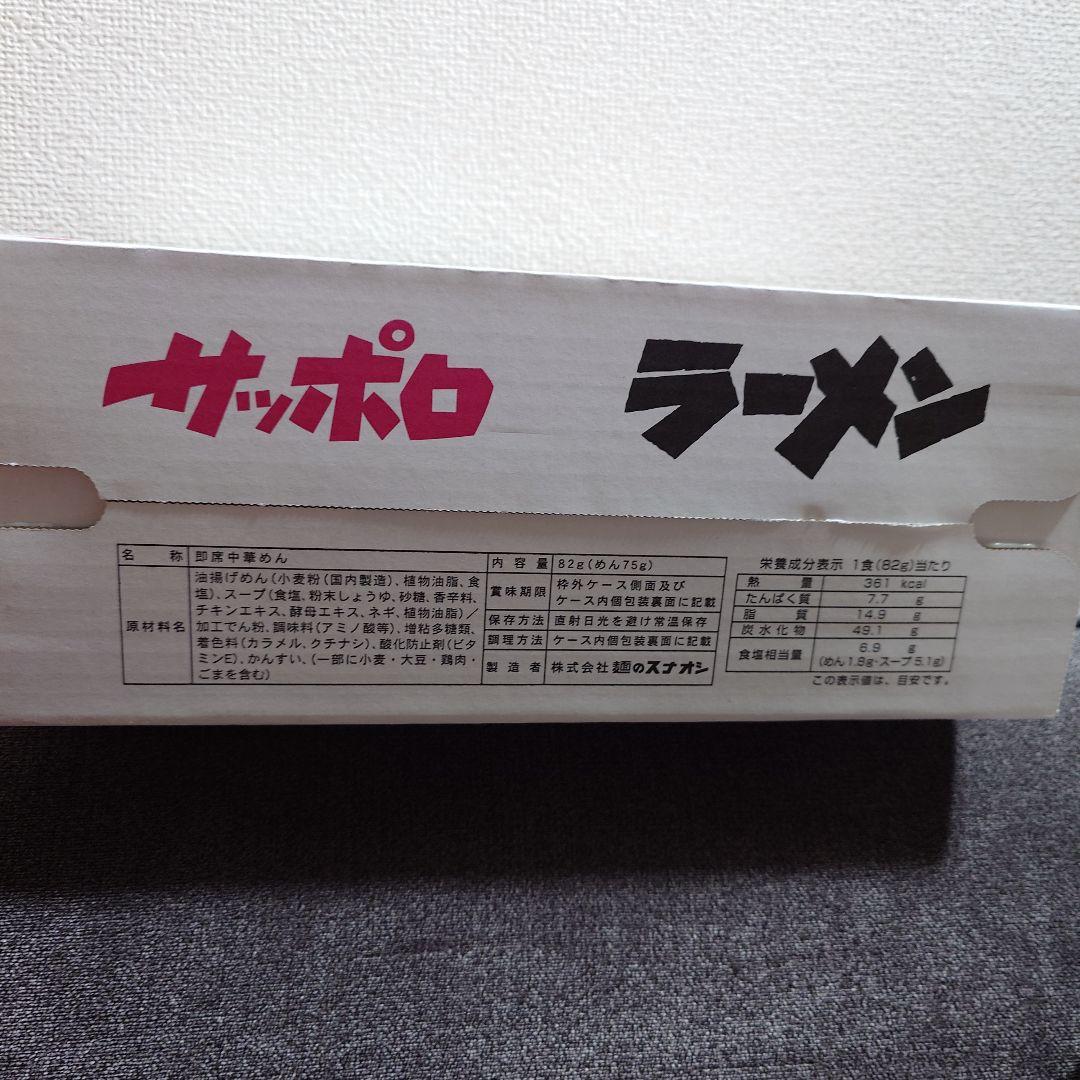 サッポロ ラーメン
名称 即席中華めん
原材料名 油揚げめん(小麦粉(国内製造)、植物油脂、食
塩)、スープ(食塩、粉末しょうゆ、砂糖、香辛料、
チキンエキス、酵母エキス、ネギ、植物油脂)/
加工でん粉、調味料(アミノ酸等)、増粘多糖類、
着色料(カラメル、クチナシ)、酸化防止剤(ビタ
ミンE)、かんすい、(一部に小麦・大豆・鶏肉・
ごまを含む)
内容量 82g(めん75g)
賞味期限 枠外ケース側面及び
ケース内個包装裏面に記載
保存方法 直射日光を避け常温保存
調理方法 ケース内個包装裏面に記載
製造者 株式会社麺のスナオシ
栄養成分表示 1食(82g)当たり
熱量 361 kcal
たんぱく質 7.7 g
脂質 14.9 g
炭水化物 49.1 g
食塩相当量 6.9 g
(めん1.8g・スープ5.1g)
この表示値は、目安です。